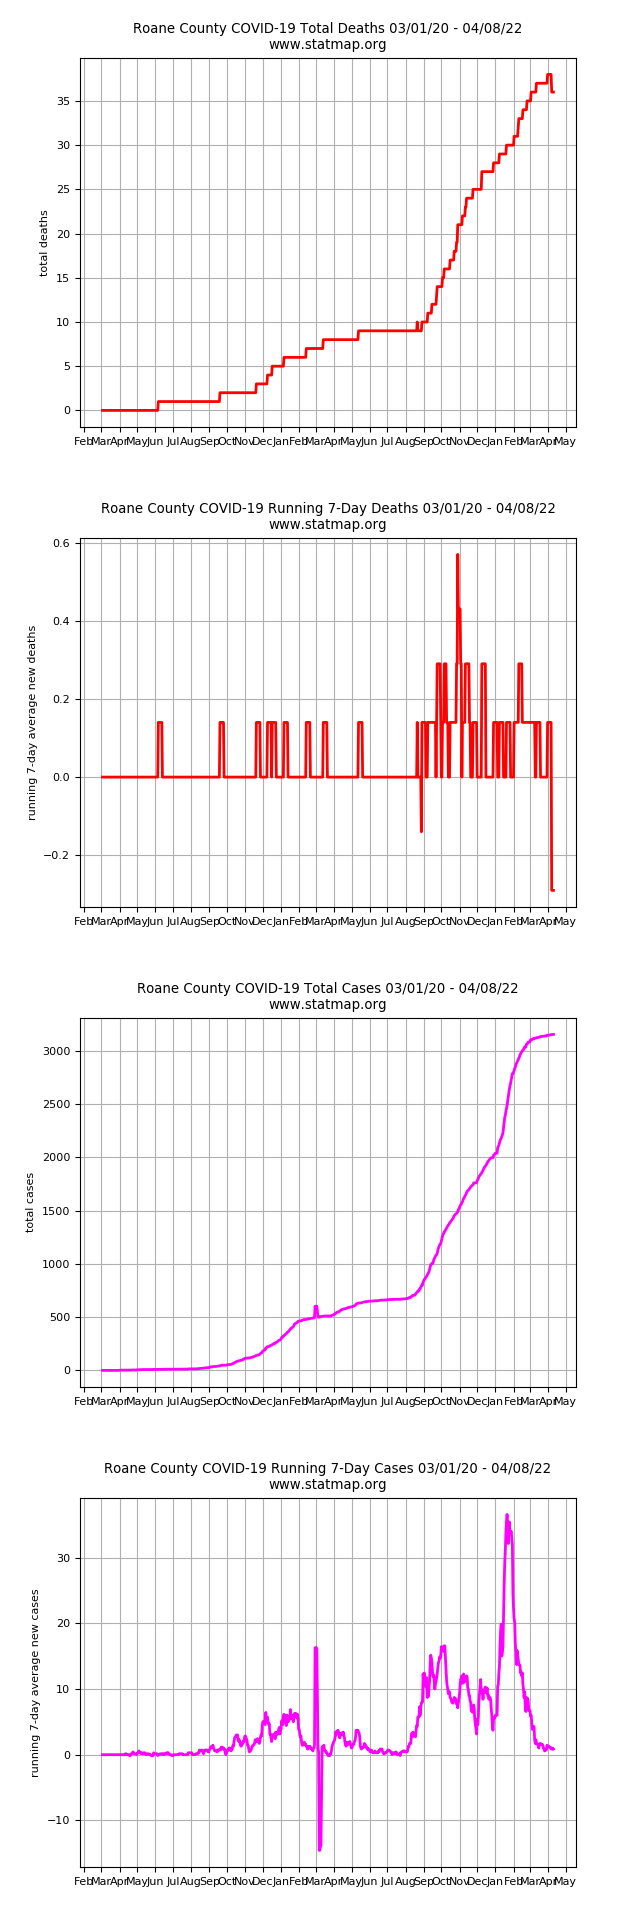 Roane County COVID-19 Total Deaths 03/01/20 - 04/08/22
www.statmap.org
35
30
25
20
15
10
5
0
total deaths
Feb Mar Apr May Jun Jul Aug Sep Oct Nov Dec Jan Feb Mar Apr May Jun Jul Aug Sep Oct Nov Dec Jan Feb Mar Apr May
Roane County COVID-19 Running 7-Day Deaths 03/01/20 - 04/08/22
www.statmap.org
0.6
0.4
0.2
0.0
−0.2
running 7-day average new deaths
Feb Mar Apr May Jun Jul Aug Sep Oct Nov Dec Jan Feb Mar Apr May Jun Jul Aug Sep Oct Nov Dec Jan Feb Mar Apr May
Roane County COVID-19 Total Cases 03/01/20 - 04/08/22
www.statmap.org
3000
2500
2000
1500
1000
500
0
total cases
Feb Mar Apr May Jun Jul Aug Sep Oct Nov Dec Jan Feb Mar Apr May Jun Jul Aug Sep Oct Nov Dec Jan Feb Mar Apr May
Roane County COVID-19 Running 7-Day Cases 03/01/20 - 04/08/22
www.statmap.org
30
20
10
0
−10
running 7-day average new cases
Feb Mar Apr May Jun Jul Aug Sep Oct Nov Dec Jan Feb Mar Apr May Jun Jul Aug Sep Oct Nov Dec Jan Feb Mar Apr May